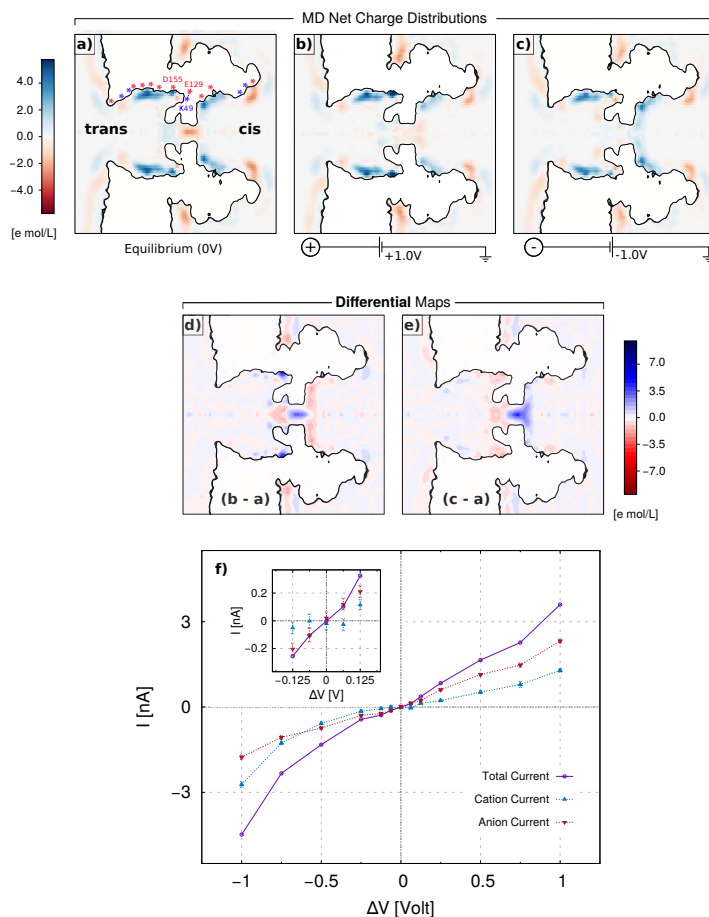 MD Net Charge Distributions
a)
b)
c)
4.0
2.0
0.0
−2.0
−4.0
[e mol/L]
D155
E129
K49
trans
cis
Equilibrium (0V)
+
+1.0V
-
-1.0V
Differential Maps
d)
e)
(b - a)
(c - a)
7.0
3.5
0.0
−3.5
−7.0
[e mol/L]
f)
I [nA]
0.2
0
−0.2
−0.125
0
0.125
ΔV [V]
I [nA]
3
0
−3
Total Current
Cation Current
Anion Current
−1
−0.5
0
0.5
1
ΔV [Volt]